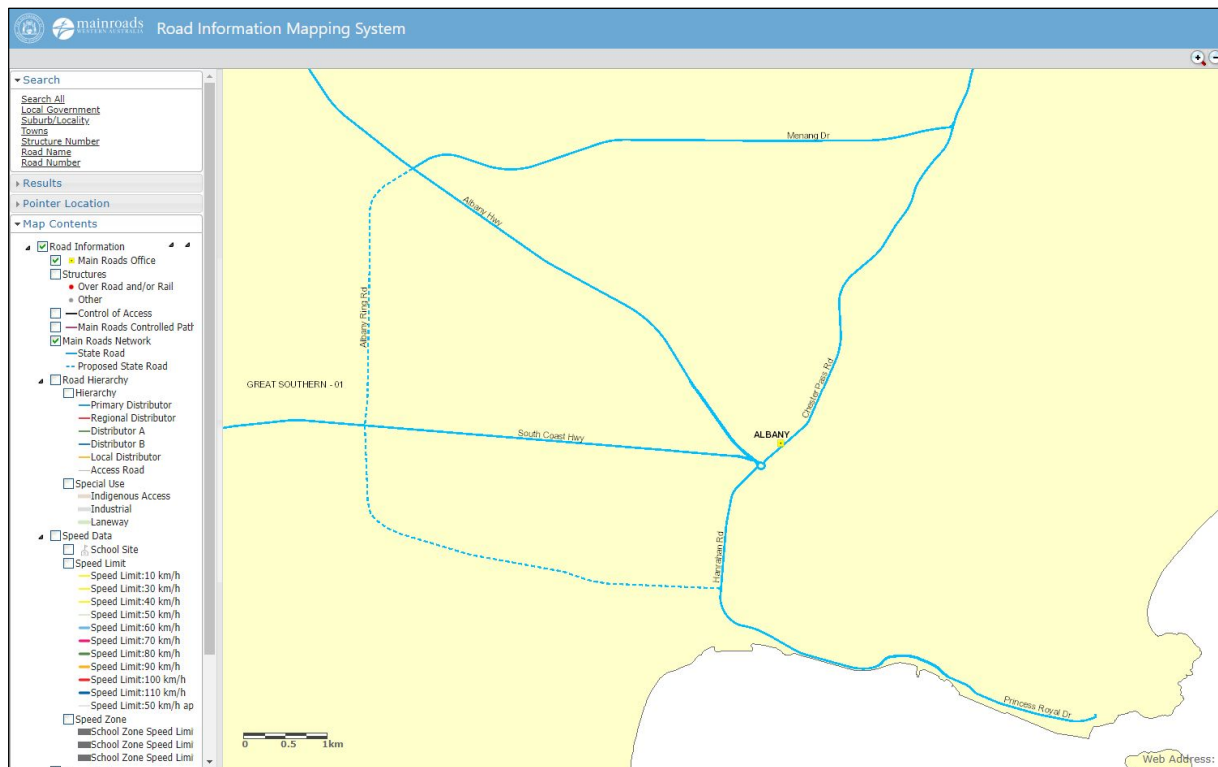 mainroads
WESTERN AUSTRALIA
Road Information Mapping System
Search
Search All
Local Government
Suburb/Locality
Towns
Structure Number
Road Name
Road Number
Results
Pointer Location
Map Contents
Road Information
Main Roads Office
Structures
Over Road and/or Rail
Other
Control of Access
Main Roads Controlled Path
Main Roads Network
State Road
Proposed State Road
Road Hierarchy
Hierarchy
Primary Distributor
Regional Distributor
Distributor A
Distributor B
Local Distributor
Access Road
Special Use
Indigenous Access
Industrial
Laneway
Speed Data
School Site
Speed Limit
Speed Limit:10 km/h
Speed Limit:30 km/h
Speed Limit:40 km/h
Speed Limit:50 km/h
Speed Limit:60 km/h
Speed Limit:70 km/h
Speed Limit:80 km/h
Speed Limit:90 km/h
Speed Limit:100 km/h
Speed Limit:110 km/h
Speed Limit:50 km/h ap
Speed Zone
School Zone Speed Limi
School Zone Speed Limi
School Zone Speed Limi
Menang Dr
Albany Hwy
Albany Ring Rd
Chester Pass Rd
GREAT SOUTHERN - 01
South Coast Hwy
ALBANY
Hanrahan Rd
Princess Royal Dr
0 0.5 1km
Web Address: